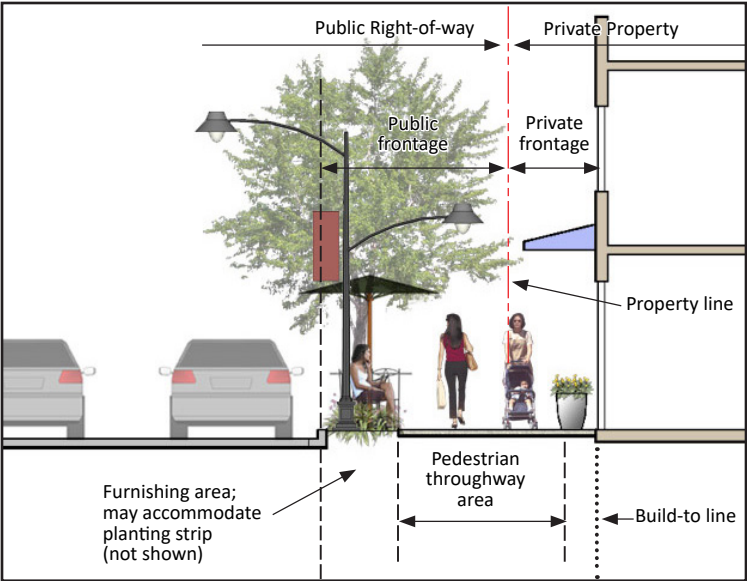 Public Right-of-way
Private Property
Public
frontage
Private
frontage
Property line
Pedestrian
throughway
area
Furnishing area;
may accommodate
planting strip
(not shown)
Build-to line